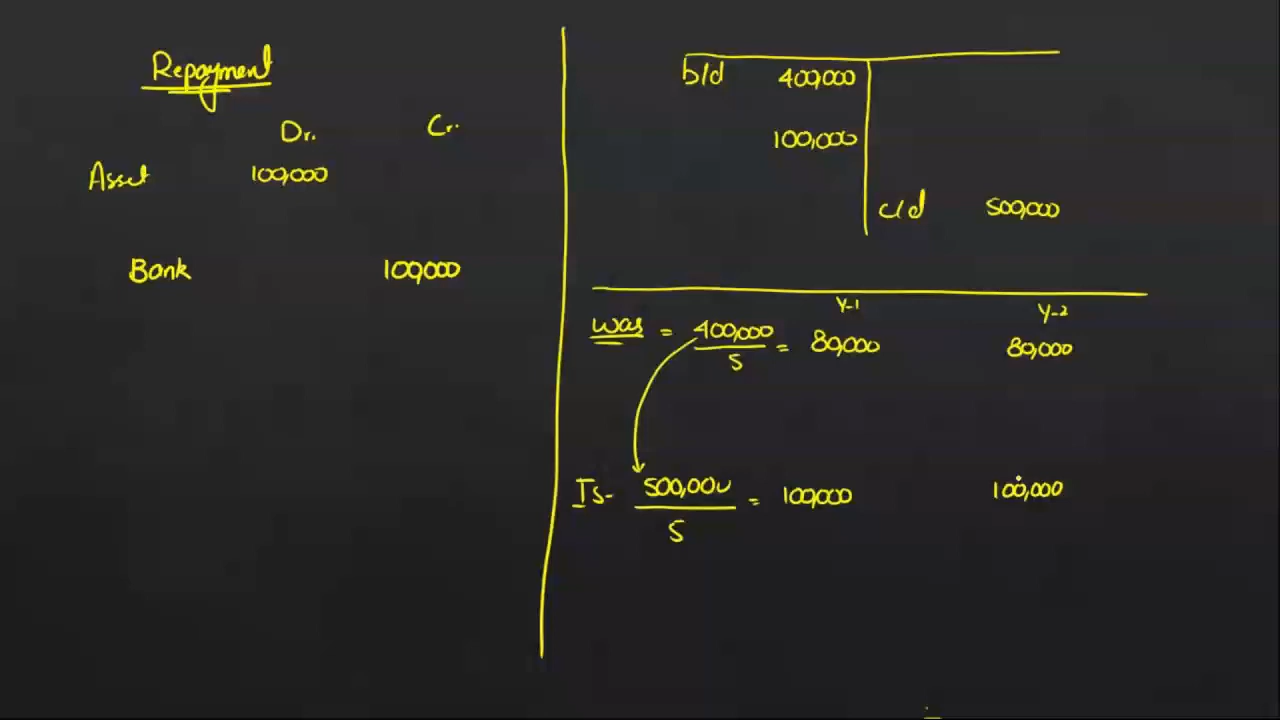 Repayment
Dr. Cr.
Asset 100,000
Bank 100,000
b/d 400,000
100,000
c/d 500,000
Y-1 Y-2
was = 400,000 / 5 = 80,000 80,000
Is- 500,000 / 5 = 100,000 100,000